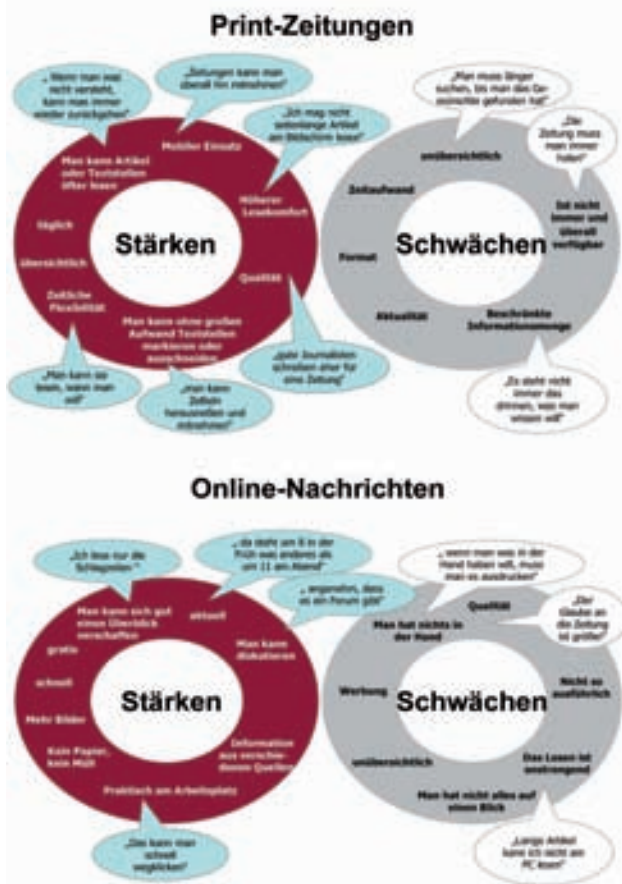 Print-Zeitungen
„Wenn man was
nicht versteht,
kann man immer
wieder zurückgehen“
„Zeitungen kann man
überall hin mitnehmen“
„Ich mag nicht
seitenlange Artikel
am Bildschirm lesen“
Man kann Artikel
oder Textstellen
öfter lesen
Mobiler Einsatz
Höherer
Lesekomfort
täglich
übersichtlich
Zeitliche
Flexibilität
Stärken
Qualität
Man kann ohne großen
Aufwand Textstellen
markieren oder
ausschneiden
„Man kann sie
lesen, wann man
will“
„man kann
Zetteln
herausreißen und
mitnehmen“
„gute Journalisten
schreiben eher für
eine Zeitung“
„Man muss länger
suchen, bis man das Ge-
wünschte gefunden hat“
„Die
Zeitung muss
man immer
holen“
unübersichtlich
Zeitaufwand
Format
Aktualität
Schwächen
Ist nicht
immer und
überall
verfügbar
Beschränkte
Informationsmenge
„Es steht nicht
immer das
drinnen, was man
wissen will“
Online-Nachrichten
„Ich lese nur die
Schlagzeilen“
„da steht um 8 in der
Früh was anderes als
um 11 am Abend“
„angenehm, dass
es ein Forum gibt“
Man kann sich gut
einen Überblick
verschaffen
aktuell
Man kann
diskutieren
gratis
schnell
Mehr Bilder
Kein Papier,
kein Müll
Stärken
Information
aus verschie-
denen Quellen
Praktisch am Arbeitsplatz
„Das kann man
schnell
wegklicken“
„wenn man was in der
Hand haben will, muss
man es ausdrucken“
„Der
Glaube an
die Zeitung
ist größer“
Qualität
Man hat nichts in
der Hand
Werbung
unübersichtlich
Schwächen
Nicht so
ausführlich
Das Lesen ist
anstrengend
Man hat nicht alles auf
einem Blick
„Lange Artikel
kann ich nicht am
PC lesen“